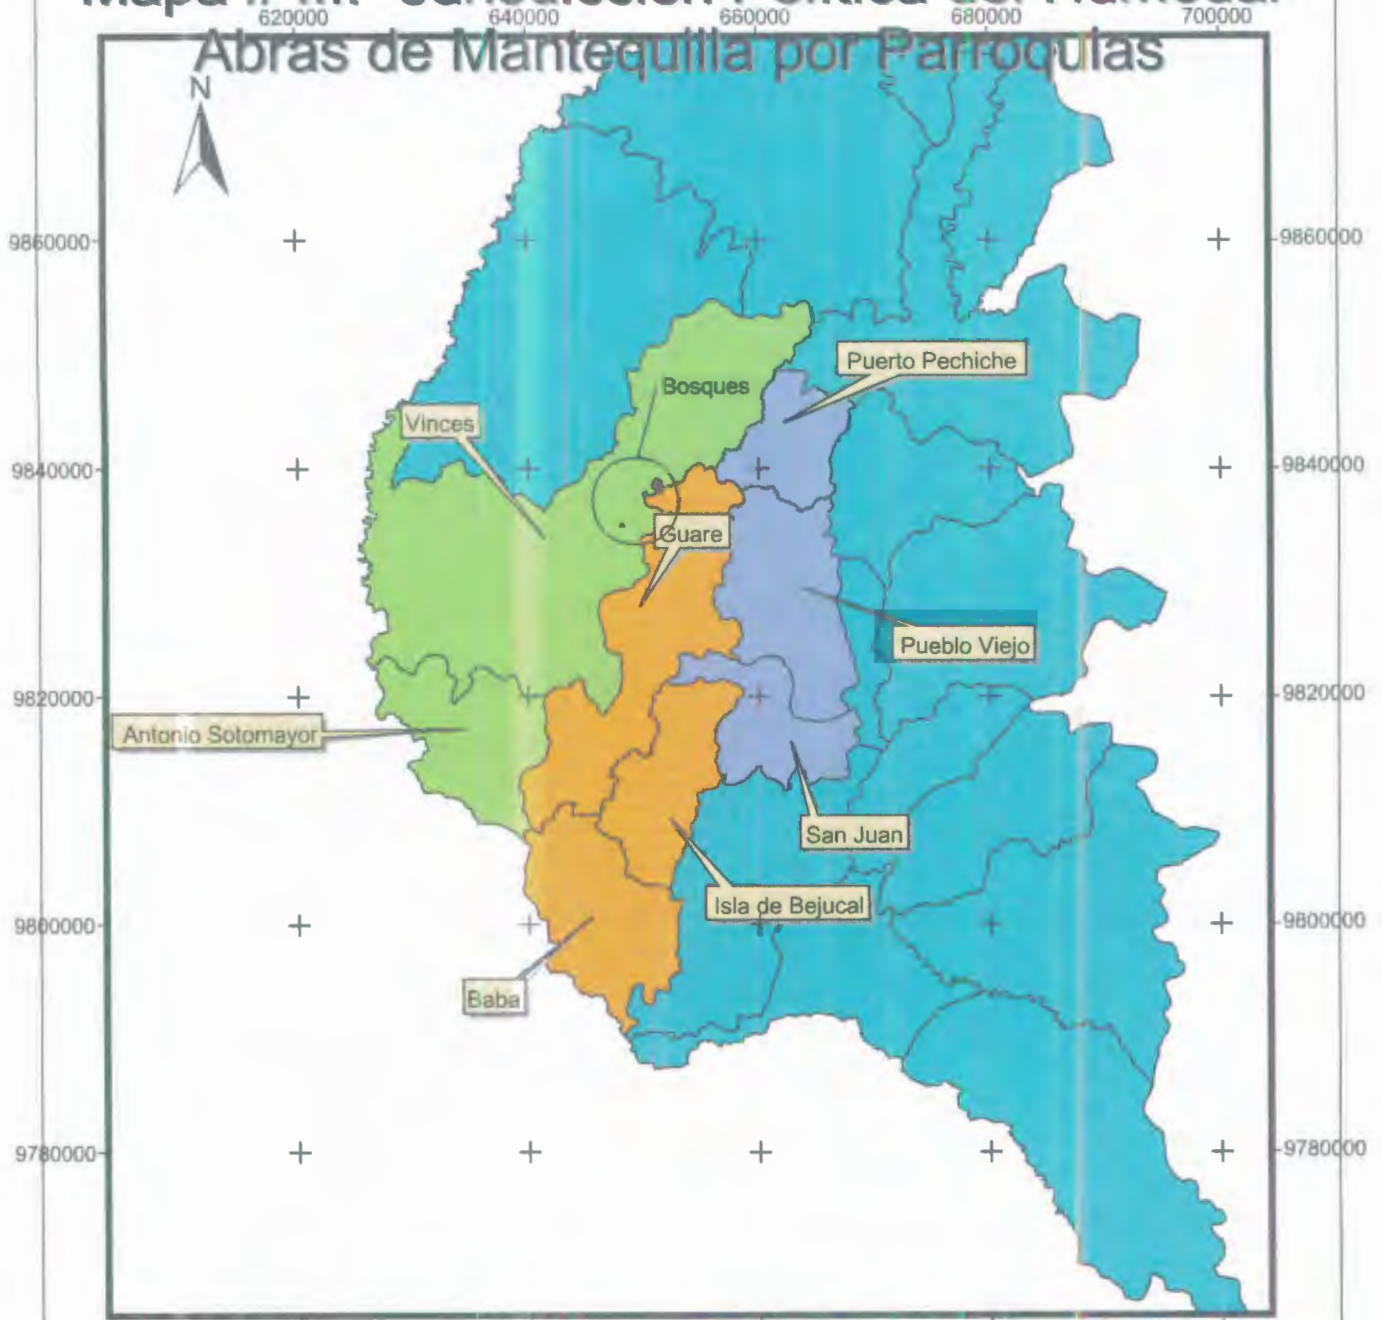 620000 640000 660000 680000 700000
Abras de Mantequilla por Parroquias
N
9860000 9860000
Puerto Pechiche
Bosques
Vinces
9840000 9840000
Guare
Pueblo Viejo
9820000 9820000
Antonio Sotomayor
San Juan
Isla de Bejucal
9800000 9800000
Baba
9780000 9780000